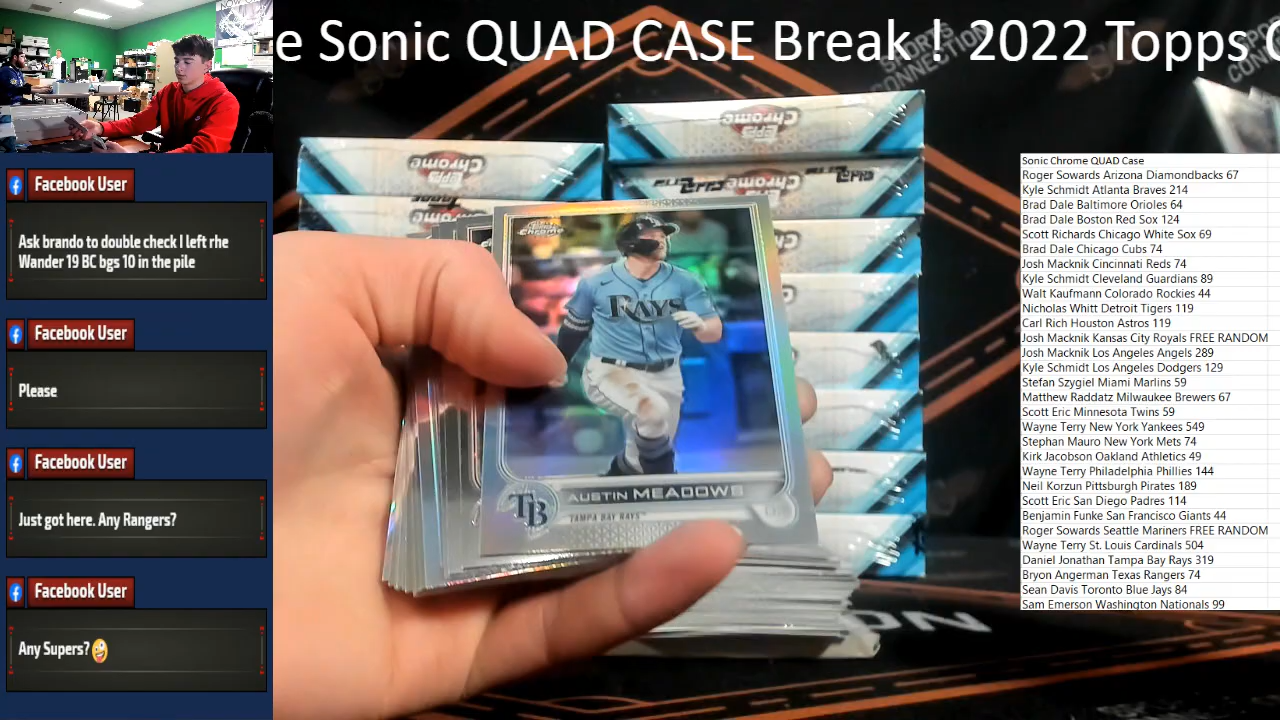 e Sonic QUAD CASE Break ! 2022 Topps C
Facebook User
Ask brando to double check I left rhe
Wander 19 BC bgs 10 in the pile
Facebook User
Please
Facebook User
Just got here. Any Rangers?
Facebook User
Any Supers?🤪
Topps
Chrome
RAYS
TB
AUSTIN MEADOWS
TAMPA BAY RAYS™
Chrome
Chrome
Topps
Sonic Chrome QUAD Case
Roger Sowards Arizona Diamondbacks 67
Kyle Schmidt Atlanta Braves 214
Brad Dale Baltimore Orioles 64
Brad Dale Boston Red Sox 124
Scott Richards Chicago White Sox 69
Brad Dale Chicago Cubs 74
Josh Macknik Cincinnati Reds 74
Kyle Schmidt Cleveland Guardians 89
Walt Kaufmann Colorado Rockies 44
Nicholas Whitt Detroit Tigers 119
Carl Rich Houston Astros 119
Josh Macknik Kansas City Royals FREE RANDOM
Josh Macknik Los Angeles Angels 289
Kyle Schmidt Los Angeles Dodgers 129
Stefan Szygiel Miami Marlins 59
Matthew Raddatz Milwaukee Brewers 67
Scott Eric Minnesota Twins 59
Wayne Terry New York Yankees 549
Stephan Mauro New York Mets 74
Kirk Jacobson Oakland Athletics 49
Wayne Terry Philadelphia Phillies 144
Neil Korzun Pittsburgh Pirates 189
Scott Eric San Diego Padres 114
Benjamin Funke San Francisco Giants 44
Roger Sowards Seattle Mariners FREE RANDOM
Wayne Terry St. Louis Cardinals 504
Daniel Jonathan Tampa Bay Rays 319
Bryon Angerman Texas Rangers 74
Sean Davis Toronto Blue Jays 84
Sam Emerson Washington Nationals 99